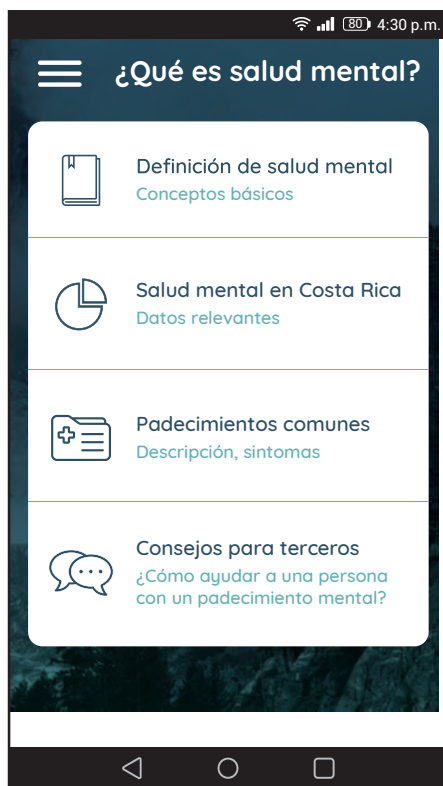 80 4:30 p.m.
¿Qué es salud mental?
Definición de salud mental
Conceptos básicos
Salud mental en Costa Rica
Datos relevantes
Padecimientos comunes
Descripción, sintomas
Consejos para terceros
¿Cómo ayudar a una persona
con un padecimiento mental?